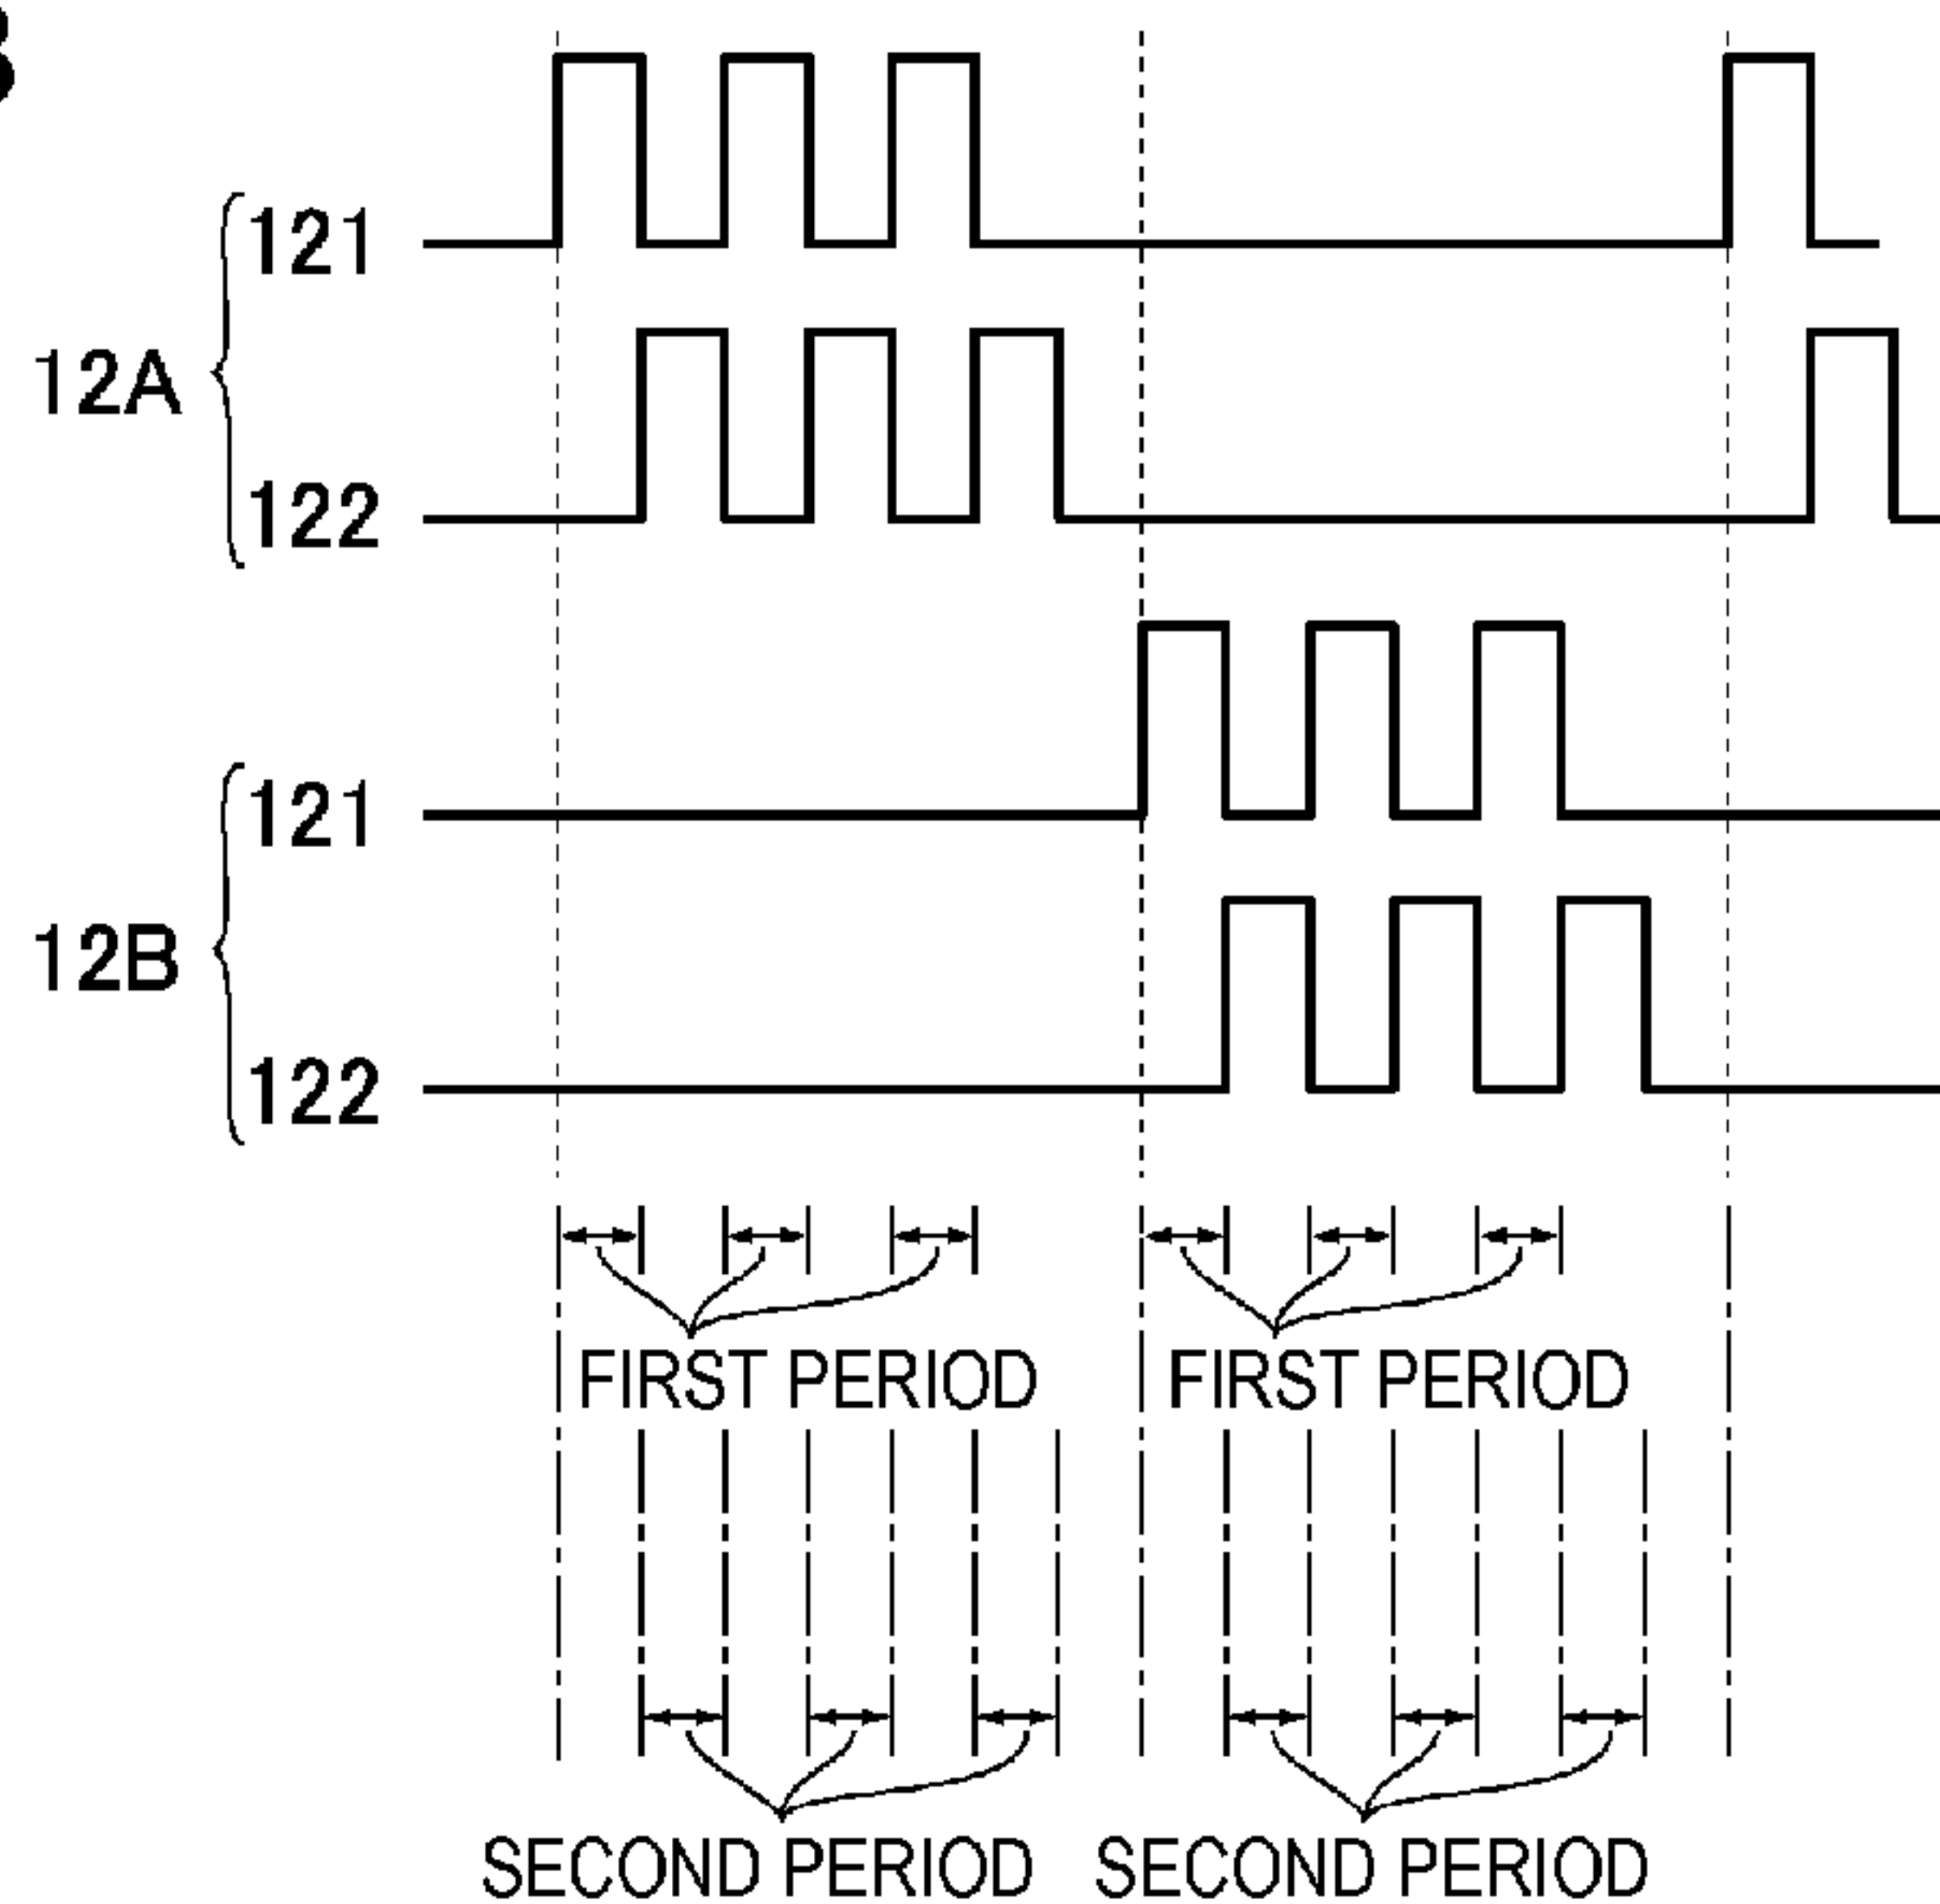 121
12A
122
121
12B
122
FIRST PERIOD FIRST PERIOD
SECOND PERIOD SECOND PERIOD